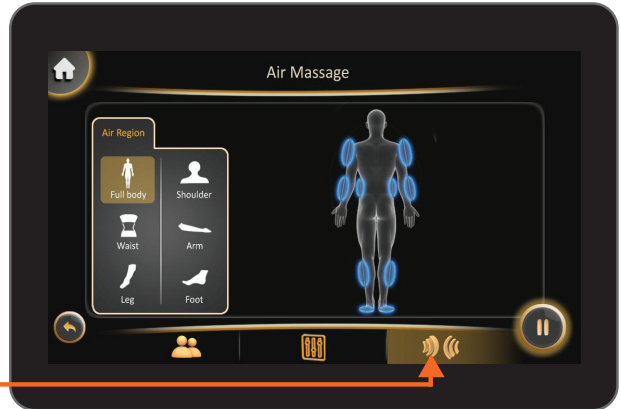 Air Massage
Air Region
Full body
Shoulder
Waist
Arm
Leg
Foot